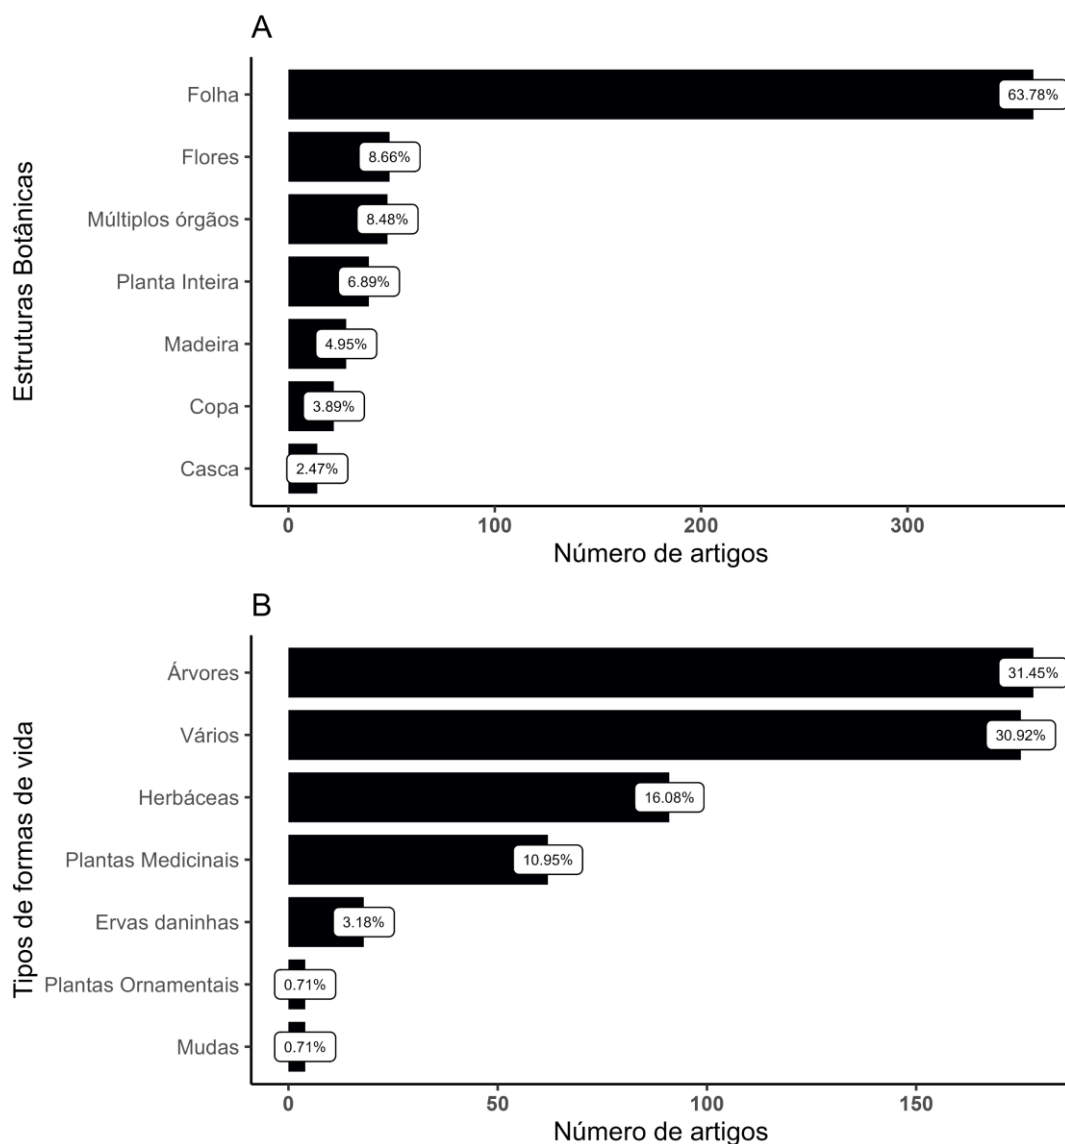 A
Estruturas Botânicas
Folha
63.78%
Flores
8.66%
Múltiplos órgãos
8.48%
Planta Inteira
6.89%
Madeira
4.95%
Copa
3.89%
Casca
2.47%
0 100 200 300
Número de artigos
B
Tipos de formas de vida
Árvores
31.45%
Vários
30.92%
Herbáceas
16.08%
Plantas Medicinais
10.95%
Ervas daninhas
3.18%
Plantas Ornamentais
0.71%
Mudas
0.71%
0 50 100 150
Número de artigos